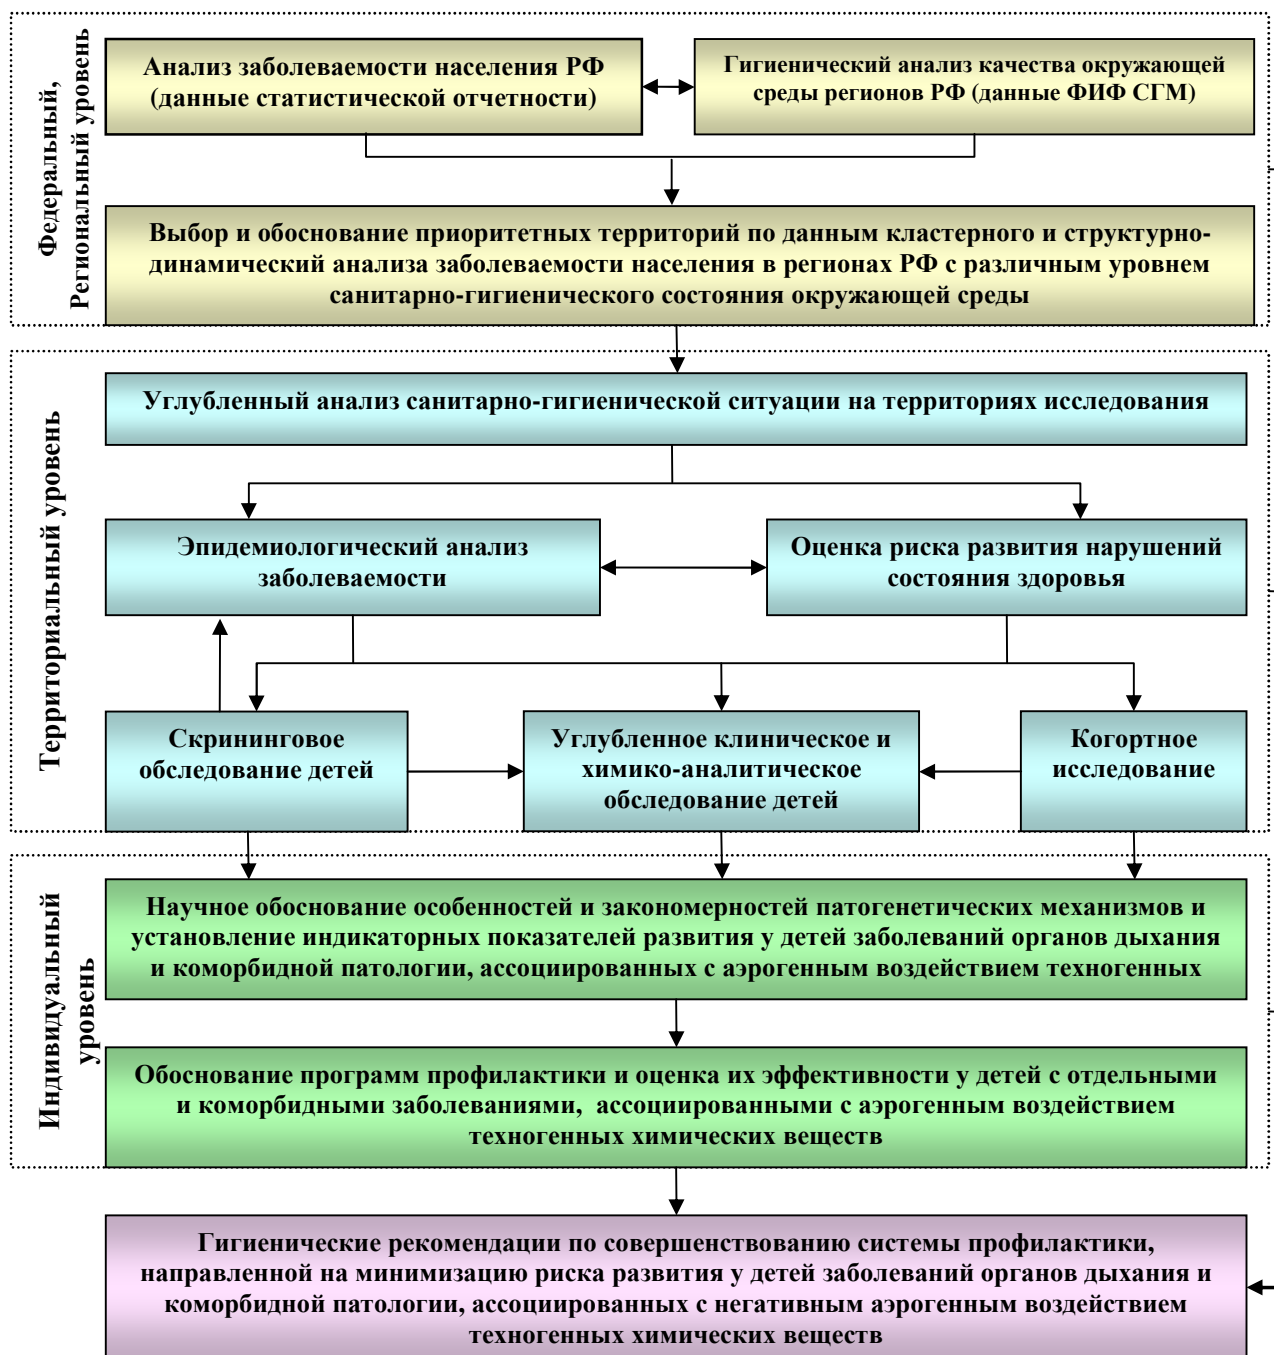 Федеральный,
Региональный уровень
Анализ заболеваемости населения РФ
(данные статистической отчетности)
Гигиенический анализ качества окружающей
среды регионов РФ (данные ФИФ СГМ)
Выбор и обоснование приоритетных территорий по данным кластерного и структурно-
динамический анализа заболеваемости населения в регионах РФ с различным уровнем
санитарно-гигиенического состояния окружающей среды
Территориальный уровень
Углубленный анализ санитарно-гигиенической ситуации на территориях исследования
Эпидемиологический анализ
заболеваемости
Оценка риска развития нарушений
состояния здоровья
Скрининговое
обследование детей
Углубленное клиническое и
химико-аналитическое
обследование детей
Когортное
исследование
Индивидуальный
уровень
Научное обоснование особенностей и закономерностей патогенетических механизмов и
установление индикаторных показателей развития у детей заболеваний органов дыхания
и коморбидной патологии, ассоциированных с аэрогенным воздействием техногенных
Обоснование программ профилактики и оценка их эффективности у детей с отдельными
и коморбидными заболеваниями, ассоциированными с аэрогенным воздействием
техногенных химических веществ
Гигиенические рекомендации по совершенствованию системы профилактики,
направленной на минимизацию риска развития у детей заболеваний органов дыхания и
коморбидной патологии, ассоциированных с негативным аэрогенным воздействием
техногенных химических веществ